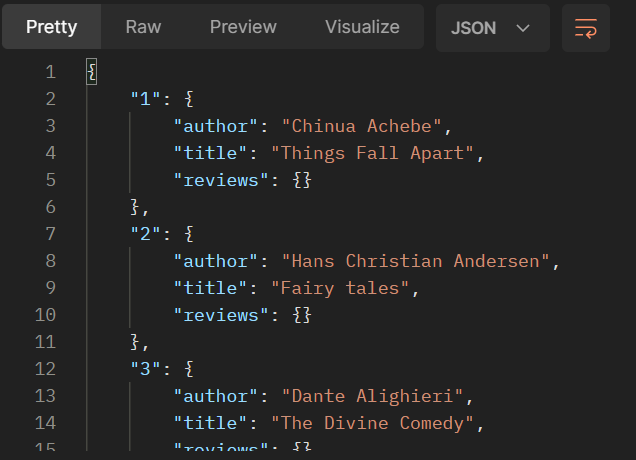 Pretty Raw Preview Visualize JSON
1 {
2 "1": {
3 "author": "Chinua Achebe",
4 "title": "Things Fall Apart",
5 "reviews": {}
6 },
7 "2": {
8 "author": "Hans Christian Andersen",
9 "title": "Fairy tales",
10 "reviews": {}
11 },
12 "3": {
13 "author": "Dante Alighieri",
14 "title": "The Divine Comedy",
15 "reviews": {}